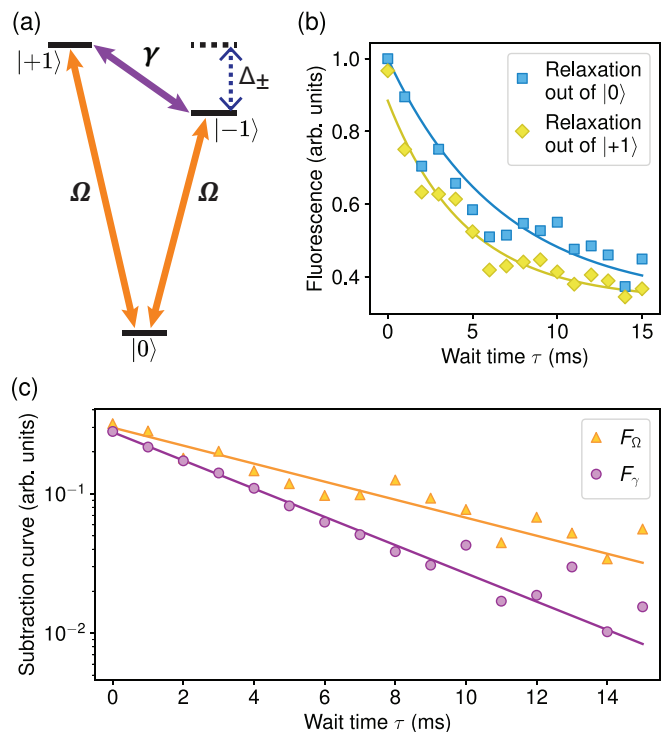 (a)
|+1⟩
γ
Δ±
|−1⟩
Ω
Ω
|0⟩
(b)
Fluorescence (arb. units)
1.0
0.8
0.6
0.4
Relaxation
out of |0⟩
Relaxation
out of |+1⟩
0
5
10
15
Wait time τ (ms)
(c)
Subtraction curve (arb. units)
10⁻¹
10⁻²
F_Ω
F_γ
0
2
4
6
8
10
12
14
Wait time τ (ms)